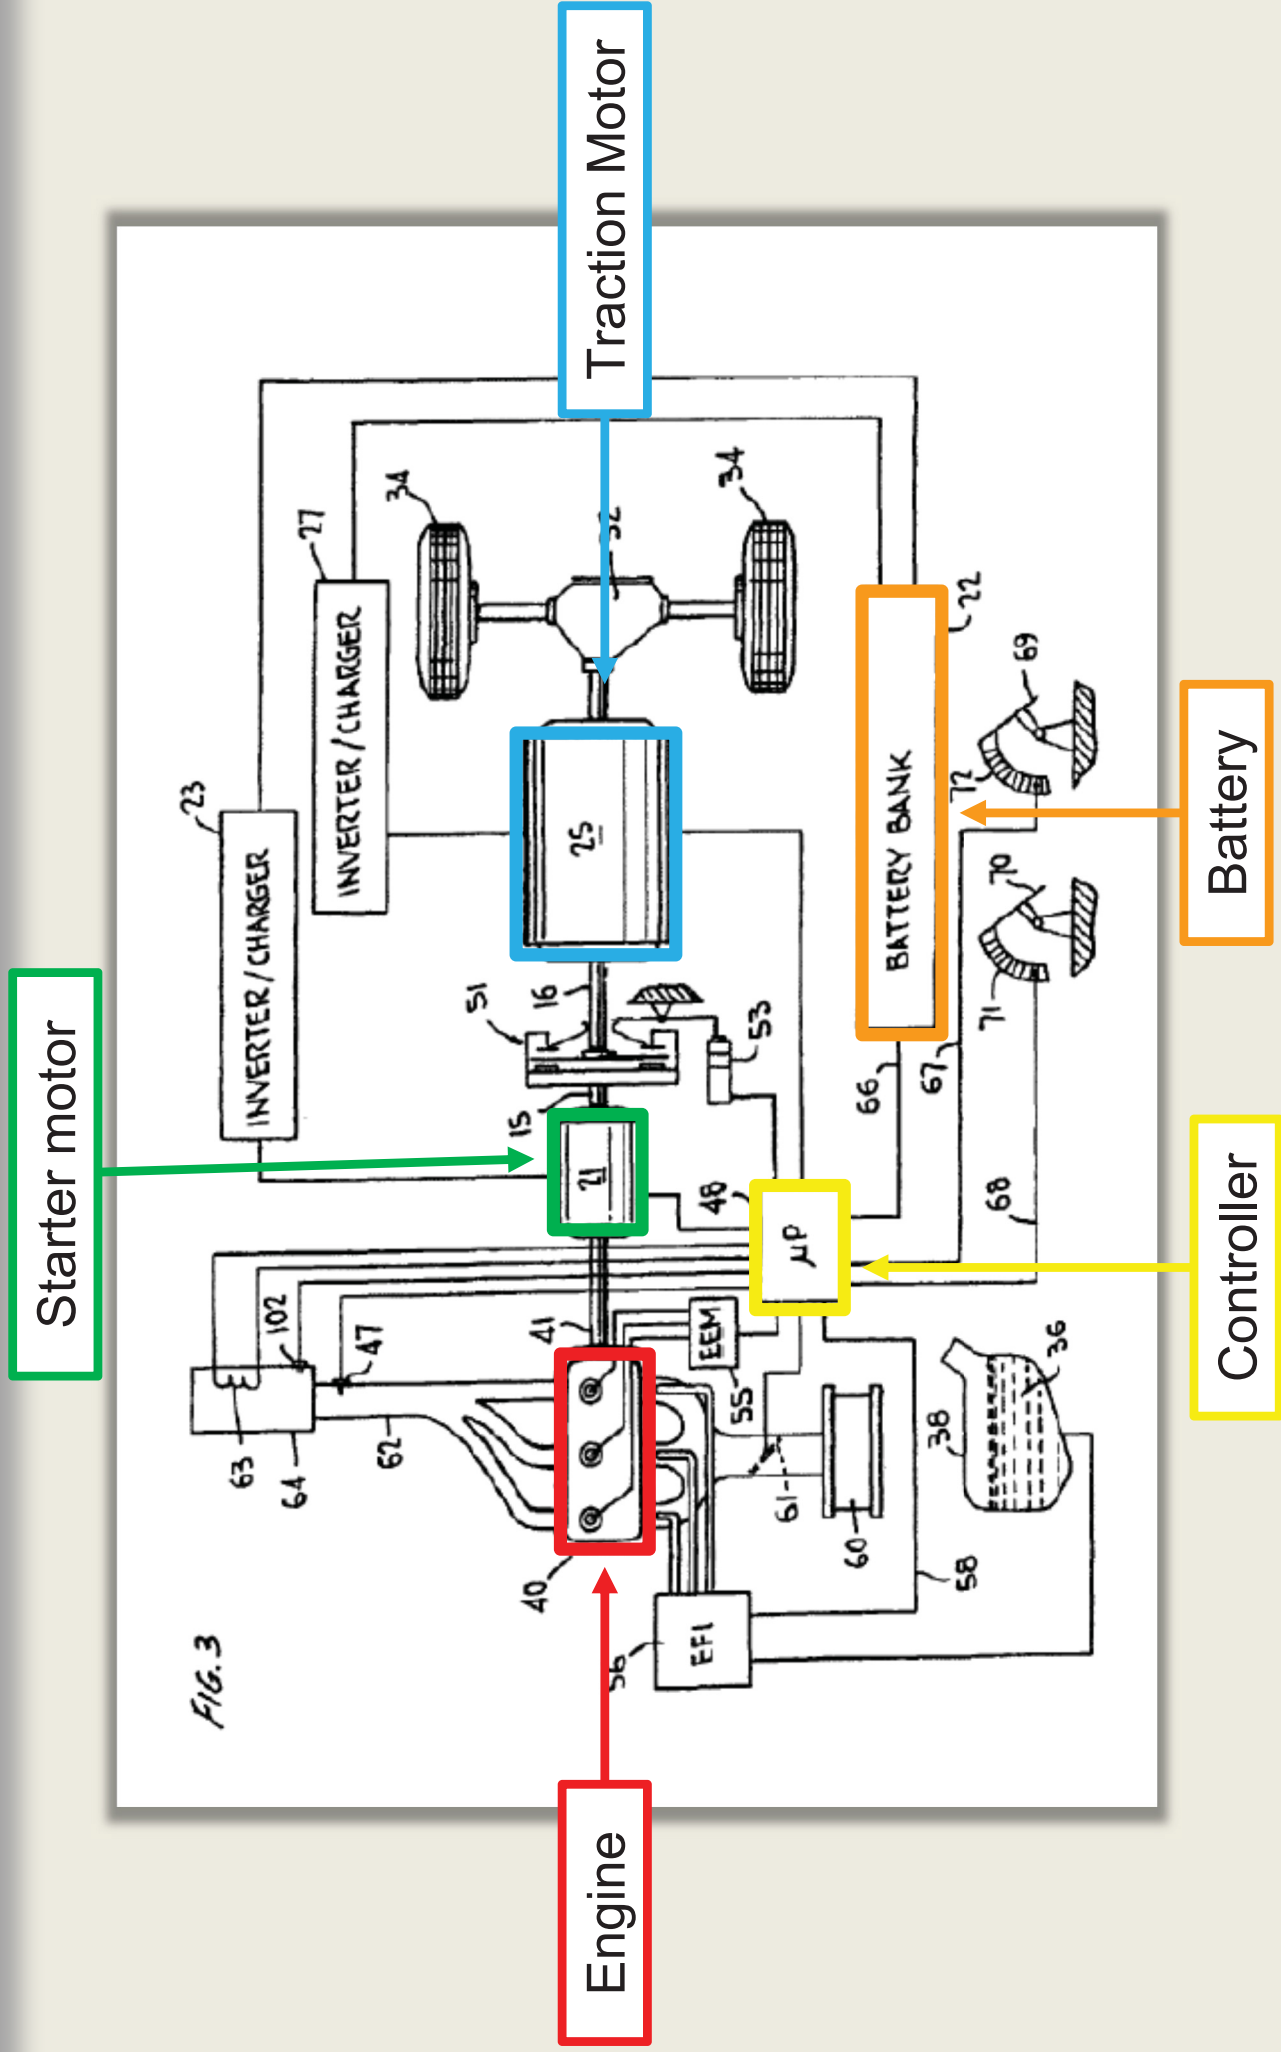 Starter motor
FIG. 3
63
64
102
47
62
23
INVERTER/CHARGER
27
INVERTER/CHARGER
34
Engine
40
41
21
15
51
16
25
32
Traction Motor
34
56
EFI
EEM
55
48
μP
53
61
60
58
38
36
66
67
68
BATTERY BANK
22
71
70
72
69
Controller
Battery